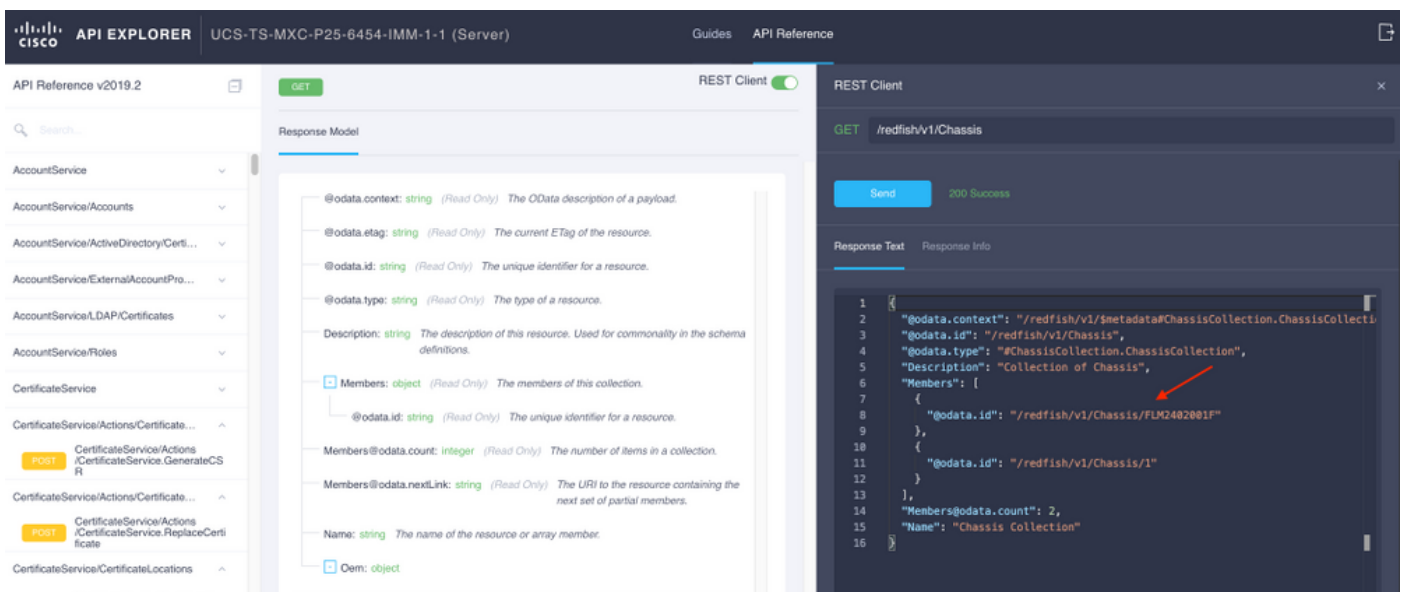 CISCO API EXPLORER UCS-TS-MXC-P25-6454-IMM-1-1 (Server) Guides API Reference
API Reference v2019.2
Search...
AccountService
AccountService/Accounts
AccountService/ActiveDirectory/Certi...
AccountService/ExternalAccountPro...
AccountService/LDAP/Certificates
AccountService/Roles
CertificateService
CertificateService/Actions/Certificate...
POST CertificateService/Actions
/CertificateService.GenerateCS
R
CertificateService/Actions/Certificate...
POST CertificateService/Actions
/CertificateService.ReplaceCerti
ficate
CertificateService/CertificateLocations
GET REST Client
Response Model
@odata.context: string (Read Only) The OData description of a payload.
@odata.etag: string (Read Only) The current ETag of the resource.
@odata.id: string (Read Only) The unique identifier for a resource.
@odata.type: string (Read Only) The type of a resource.
Description: string The description of this resource. Used for commonality in the schema
definitions.
- Members: object (Read Only) The members of this collection.
@odata.id: string (Read Only) The unique identifier for a resource.
Members@odata.count: integer (Read Only) The number of items in a collection.
Members@odata.nextLink: string (Read Only) The URI to the resource containing the
next set of partial members.
Name: string The name of the resource or array member.
- Oem: object
REST Client ×
GET /redfish/v1/Chassis
Send 200 Success
Response Text Response Info
1 {
2 "@odata.context": "/redfish/v1/$metadata#ChassisCollection.ChassisCollecti
3 "@odata.id": "/redfish/v1/Chassis",
4 "@odata.type": "#ChassisCollection.ChassisCollection",
5 "Description": "Collection of Chassis",
6 "Members": [
7 {
8 "@odata.id": "/redfish/v1/Chassis/FLM2402001F"
9 },
10 {
11 "@odata.id": "/redfish/v1/Chassis/1"
12 }
13 ],
14 "Members@odata.count": 2,
15 "Name": "Chassis Collection"
16 }